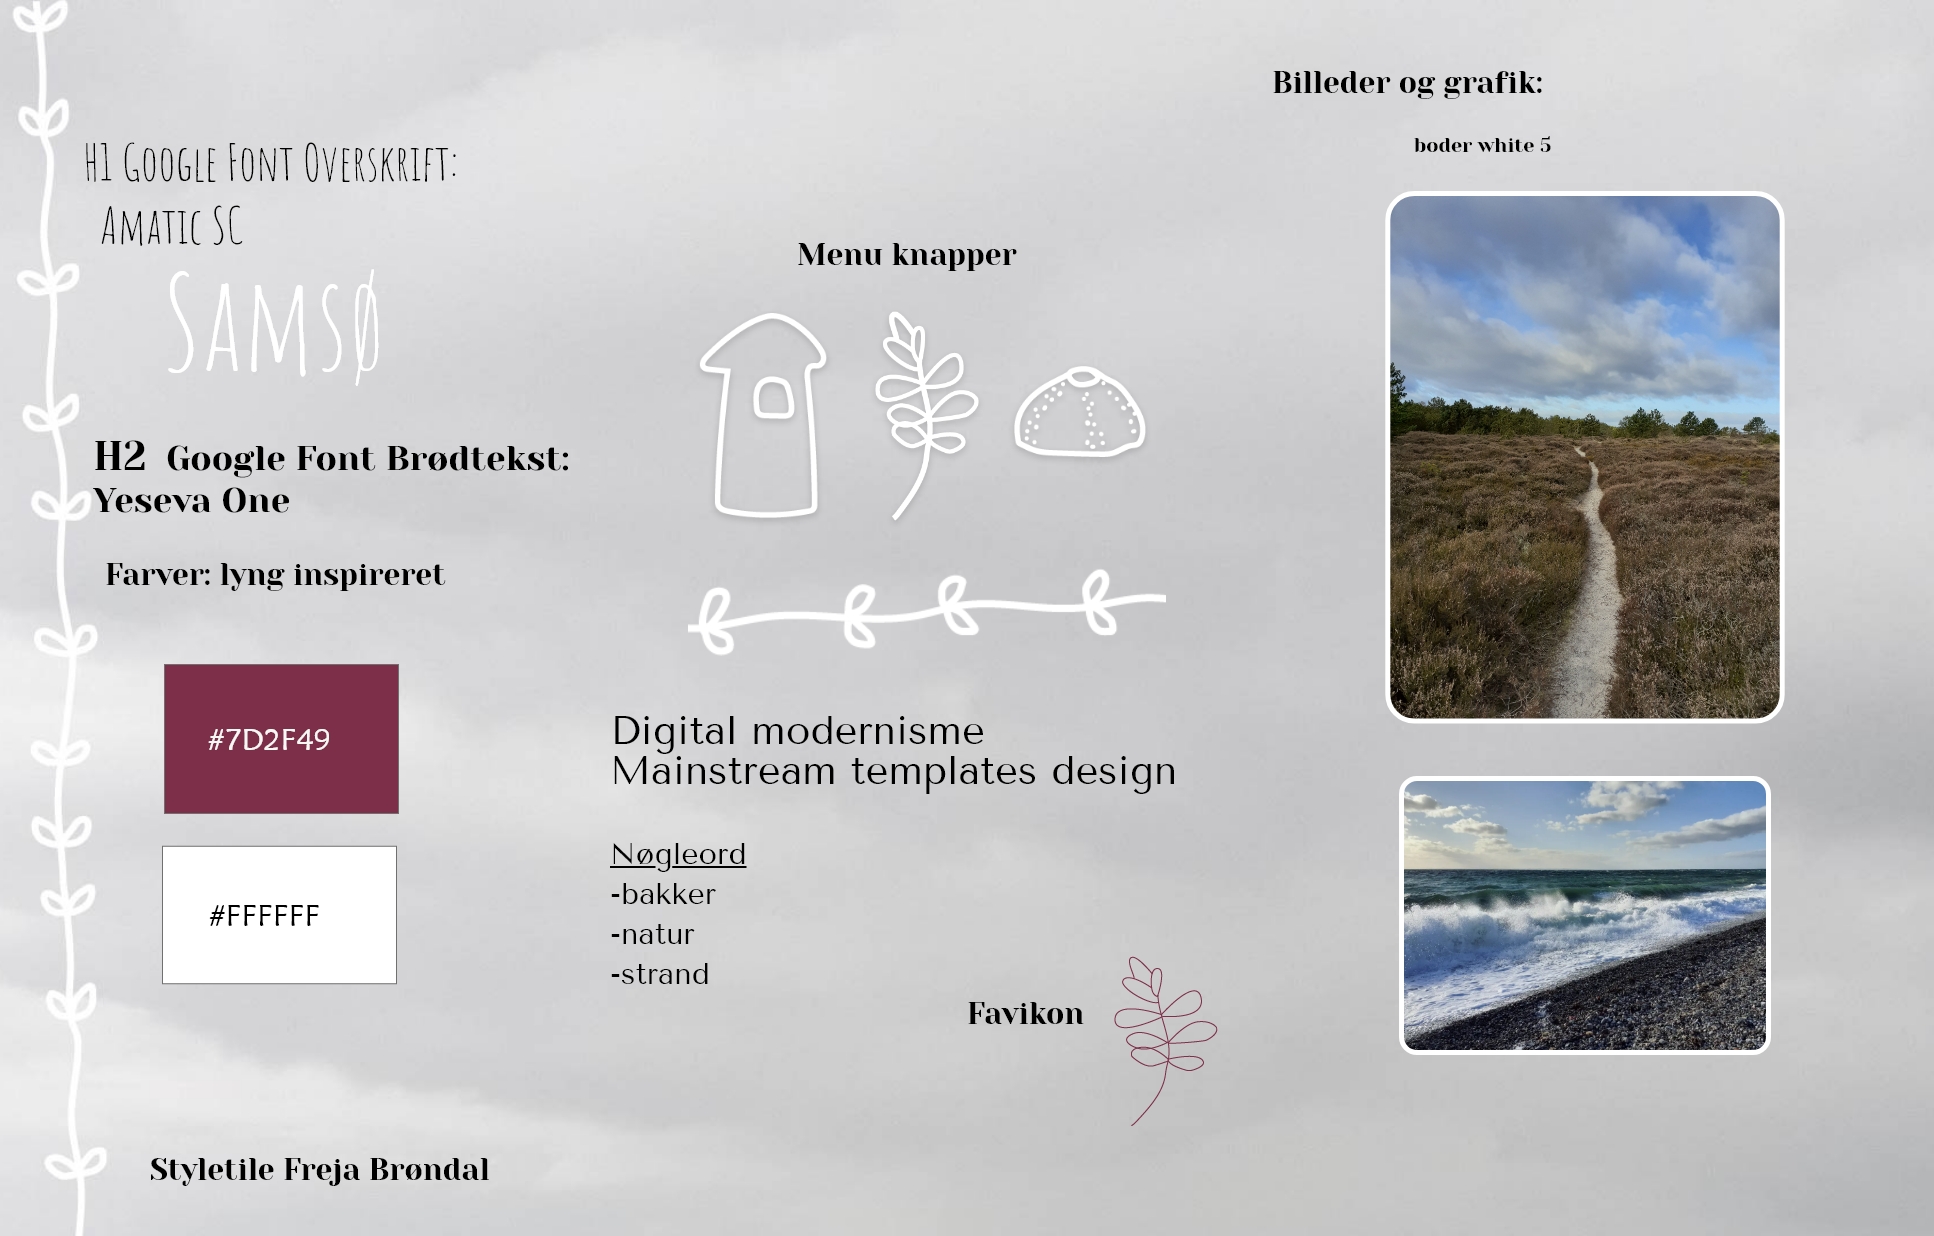 H1 Google Font Overskrift:
Amatic SC
Samsø
H2 Google Font Brødtekst:
Yeseva One
Farver: lyng inspireret
#7D2F49
#FFFFFF
Styletile Freja Brøndal
Menu knapper
Digital modernisme
Mainstream templates design
Nøgleord
-bakker
-natur
-strand
Favikon
Billeder og grafik:
boder white 5